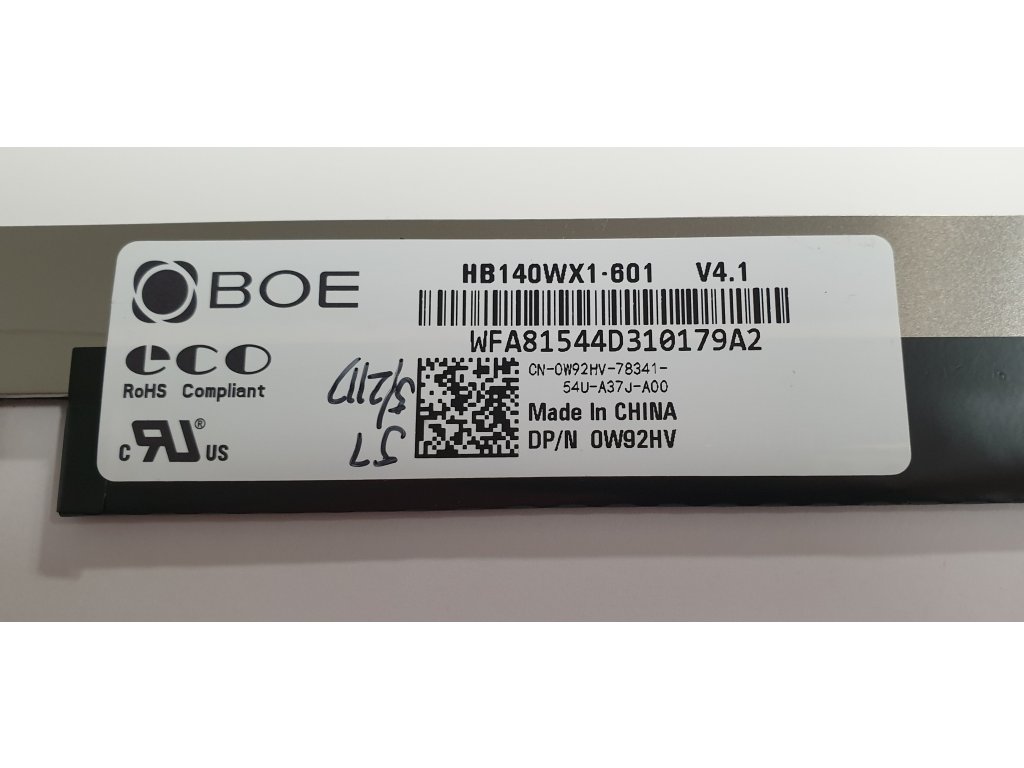 BOE
HB140WX1-601 V4.1
WFA81544D310179A2
eco
RoHS Compliant
CN-0W92HV-78341-
54U-A37J-A00
Made In CHINA
DP/N 0W92HV
C RU ® US